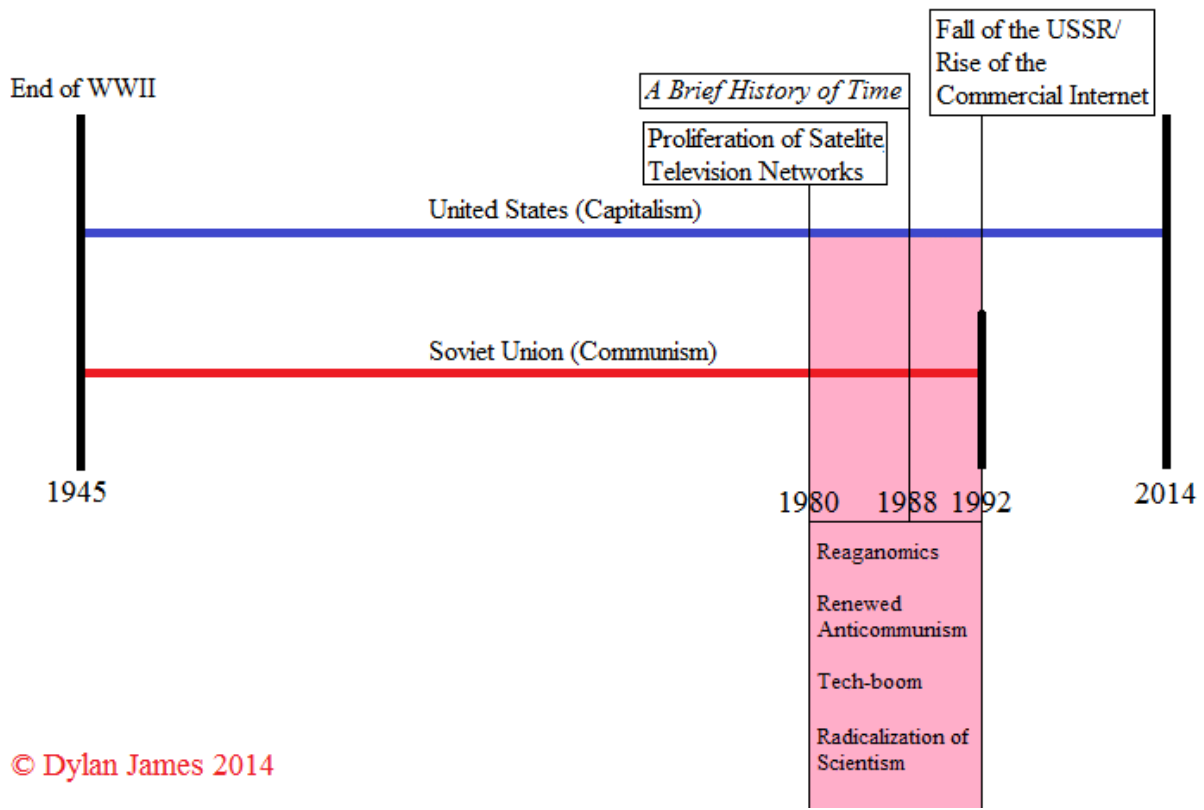 End of WWII
Fall of the USSR/
Rise of the
Commercial Internet
A Brief History of Time
Proliferation of Satelite
Television Networks
United States (Capitalism)
Soviet Union (Communism)
1945
1980
1988
1992
2014
Reaganomics
Renewed
Anticommunism
Tech-boom
Radicalization of
Scientism
© Dylan James 2014